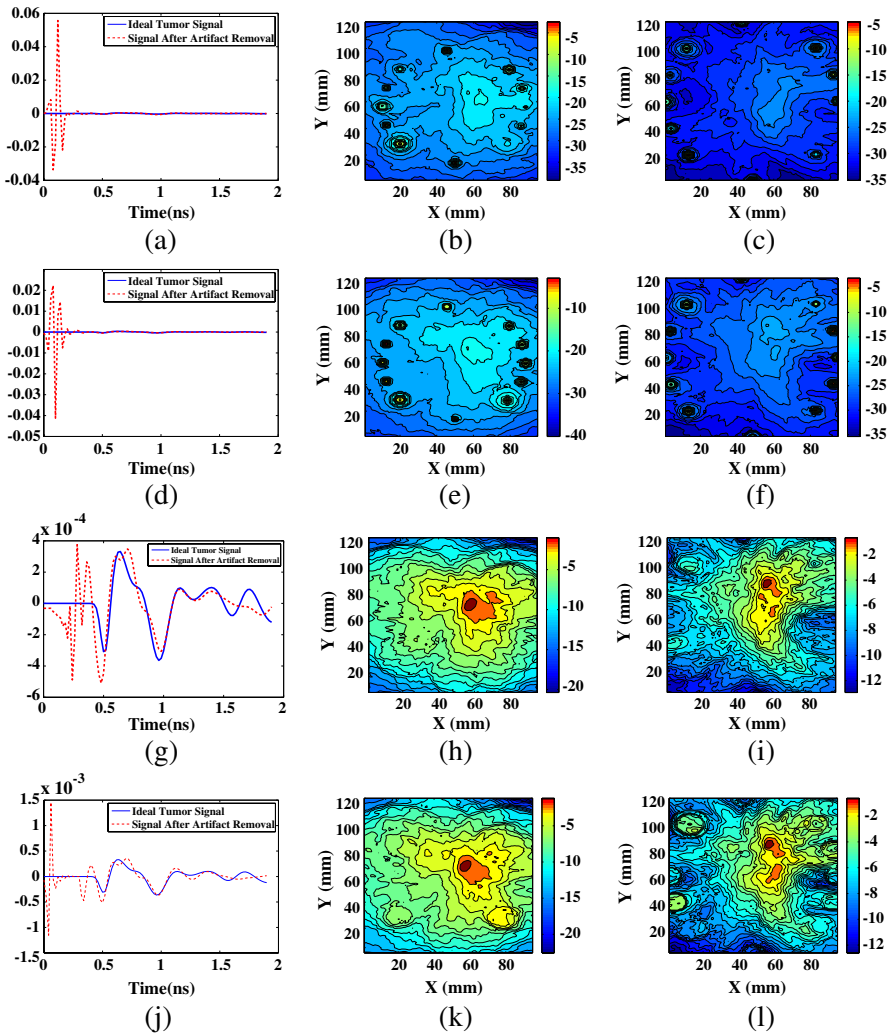 0.06
0.04
0.02
0
-0.02
-0.04
0 0.5 1 1.5 2
Time(ns)
Ideal Tumor Signal
Signal After Artifact Removal
(a)
120
100
80
60
40
20
Y (mm)
20 40 60 80
X (mm)
-5
-10
-15
-20
-25
-30
-35
(b)
120
100
80
60
40
20
Y (mm)
20 40 60 80
X (mm)
-5
-10
-15
-20
-25
-30
-35
(c)
0.02
0.01
0
-0.01
-0.02
-0.03
-0.04
-0.05
0 0.5 1 1.5 2
Time(ns)
Ideal Tumor Signal
Signal After Artifact Removal
(d)
120
100
80
60
40
20
Y (mm)
20 40 60 80
X (mm)
-10
-20
-30
-40
(e)
120
100
80
60
40
20
Y (mm)
20 40 60 80
X (mm)
-5
-10
-15
-20
-25
-30
-35
(f)
x 10-4
4
2
0
-2
-4
-6
0 0.5 1 1.5 2
Time(ns)
Ideal Tumor Signal
Signal After Artifact Removal
(g)
120
100
80
60
40
20
Y (mm)
20 40 60 80
X (mm)
-5
-10
-15
-20
(h)
120
100
80
60
40
20
Y (mm)
20 40 60 80
X (mm)
-2
-4
-6
-8
-10
-12
(i)
x 10-3
1.5
1
0.5
0
-0.5
-1
-1.5
0 0.5 1 1.5 2
Time(ns)
Ideal Tumor Signal
Signal After Artifact Removal
(j)
120
100
80
60
40
20
Y (mm)
20 40 60 80
X (mm)
-5
-10
-15
-20
(k)
120
100
80
60
40
20
Y (mm)
20 40 60 80
X (mm)
-2
-4
-6
-8
-10
-12
(l)